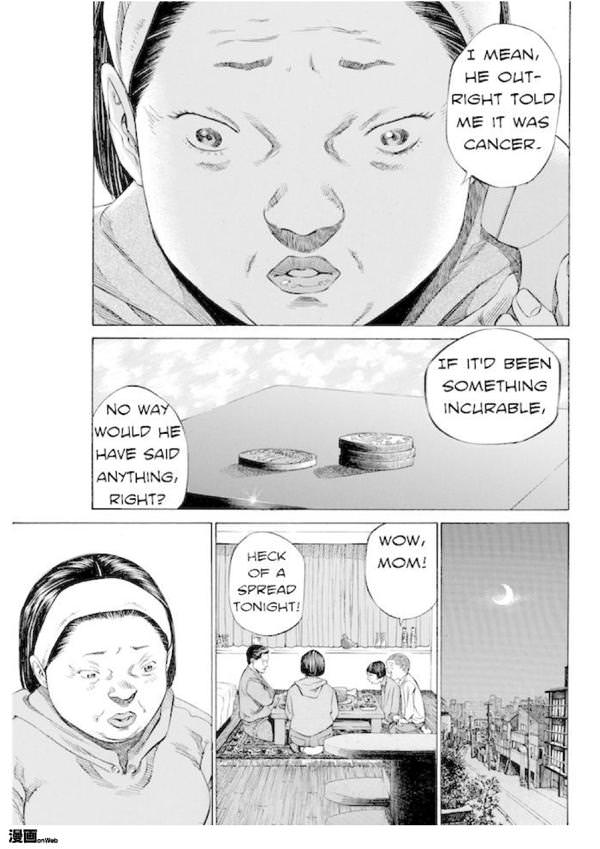 I MEAN,
HE OUT-
RIGHT TOLD
ME IT WAS
CANCER.
IF IT'D BEEN
SOMETHING
INCURABLE,
NO WAY
WOULD HE
HAVE SAID
ANYTHING,
RIGHT?
WOW,
MOM!
HECK
OF A
SPREAD
TONIGHT!
漫画onWeb